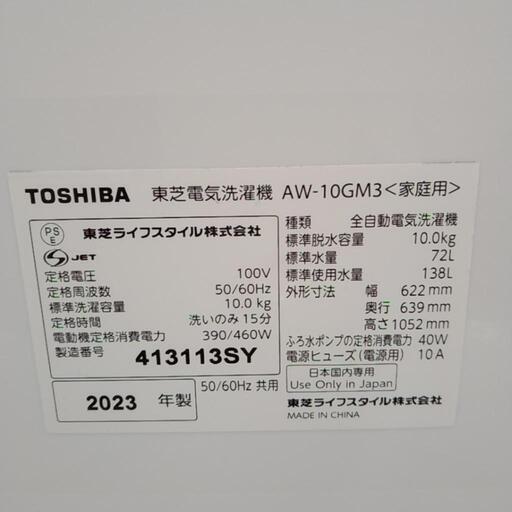 TOSHIBA 東芝電気洗濯機 AW-10GM3<家庭用>
PS
E
東芝ライフスタイル株式会社
S JET
定格電圧 100V
定格周波数 50/60Hz
標準洗濯容量 10.0kg
定格時間 洗いのみ 15分
電動機定格消費電力 390/460W
製造番号 413113SY
2023 年製
50/60Hz 共用
種類 全自動電気洗濯機
標準脱水容量 10.0kg
標準水量 72L
標準使用水量 138L
外形寸法 幅 622mm
奥行 639mm
高さ1052mm
ふろ水ポンプの定格消費電力 40W
電源ヒューズ(電源用) 10A
日本国内専用
Use Only in Japan
東芝ライフスタイル株式会社
MADE IN CHINA